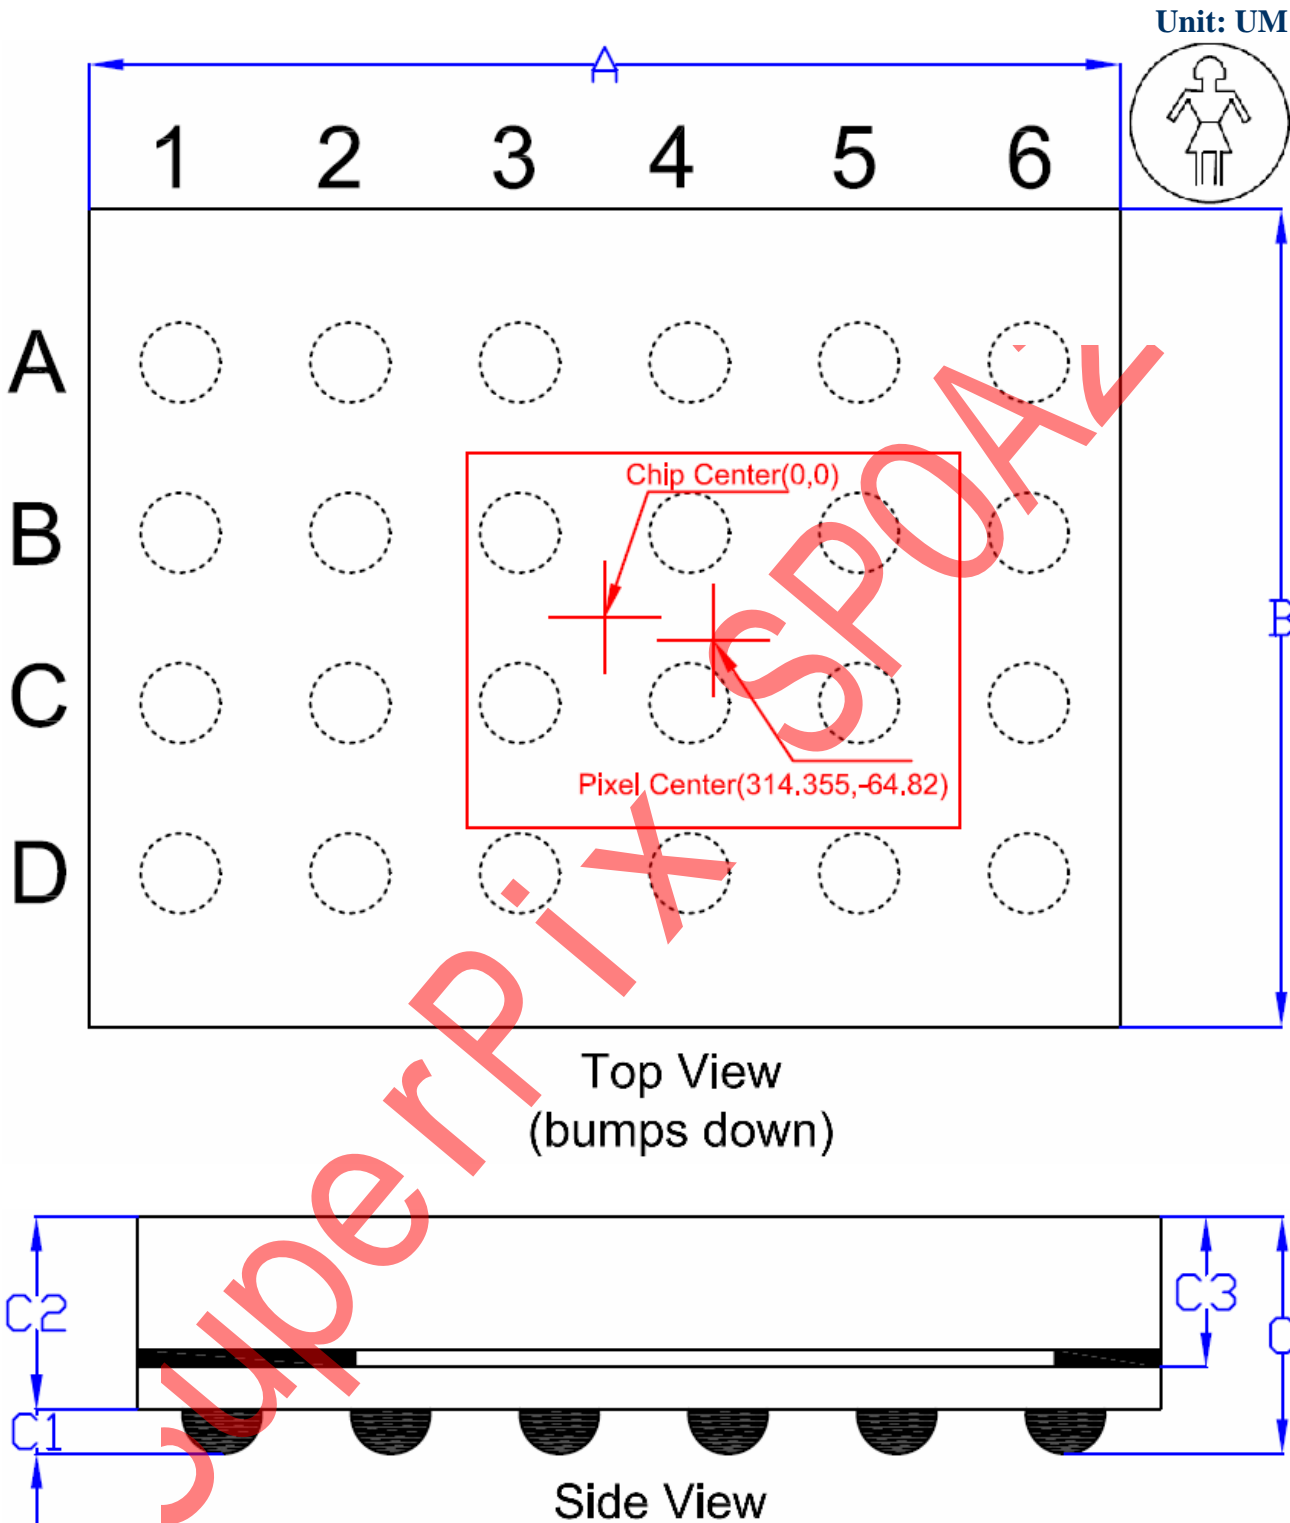 Unit: UM
A
1 2 3 4 5 6
A
B
C
D
B
Chip Center(0,0)
Pixel Center(314.355,-64.82)
Top View
(bumps down)
C2
C3
C
C1
Side View
SuperPix SPOA2